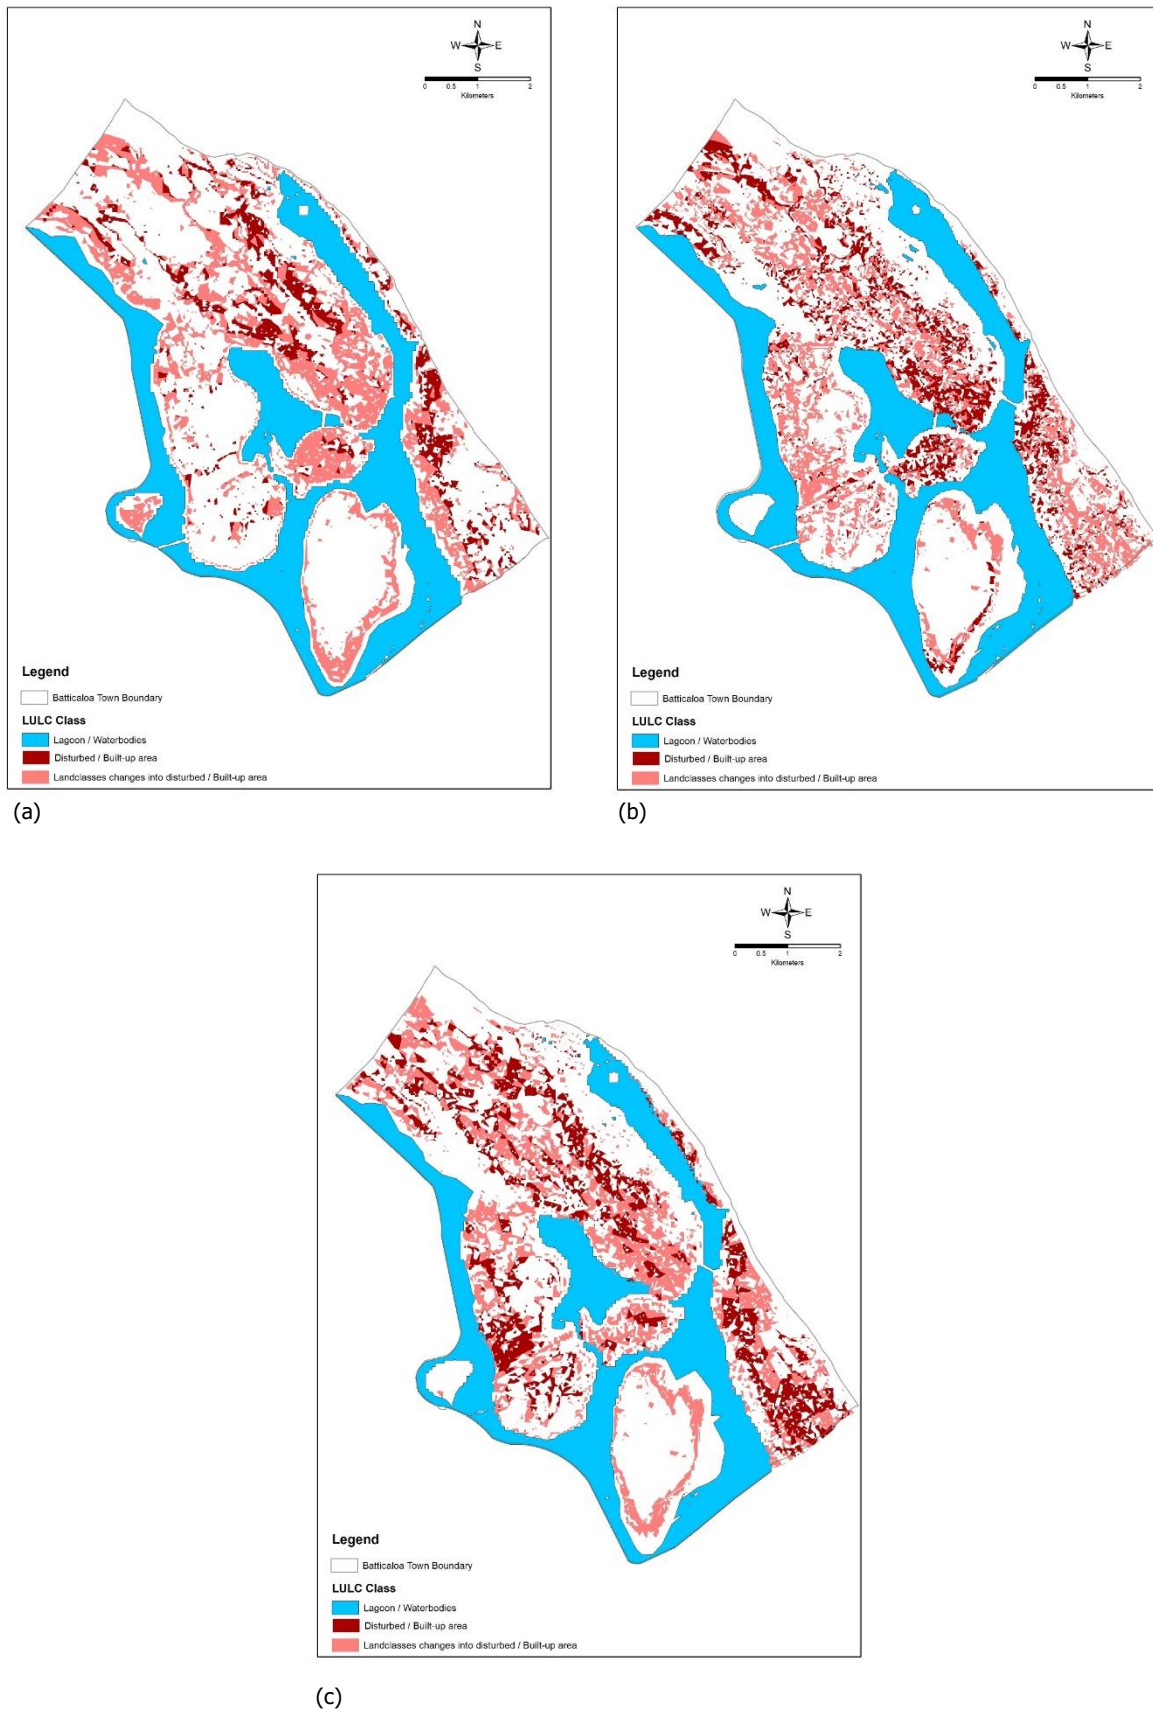 N
W E
S
0 0.5 1 2
Kilometers
Legend
Batticaloa Town Boundary
LULC Class
Lagoon / Waterbodies
Disturbed / Built-up area
Landclasses changes into disturbed / Built-up area
(a)
N
W E
S
0 0.5 1 2
Kilometers
Legend
Batticaloa Town Boundary
LULC Class
Lagoon / Waterbodies
Disturbed / Built-up area
Landclasses changes into disturbed / Built-up area
(b)
N
W E
S
0 0.5 1 2
Kilometers
Legend
Batticaloa Town Boundary
LULC Class
Lagoon / Waterbodies
Disturbed / Built-up area
Landclasses changes into disturbed / Built-up area
(c)